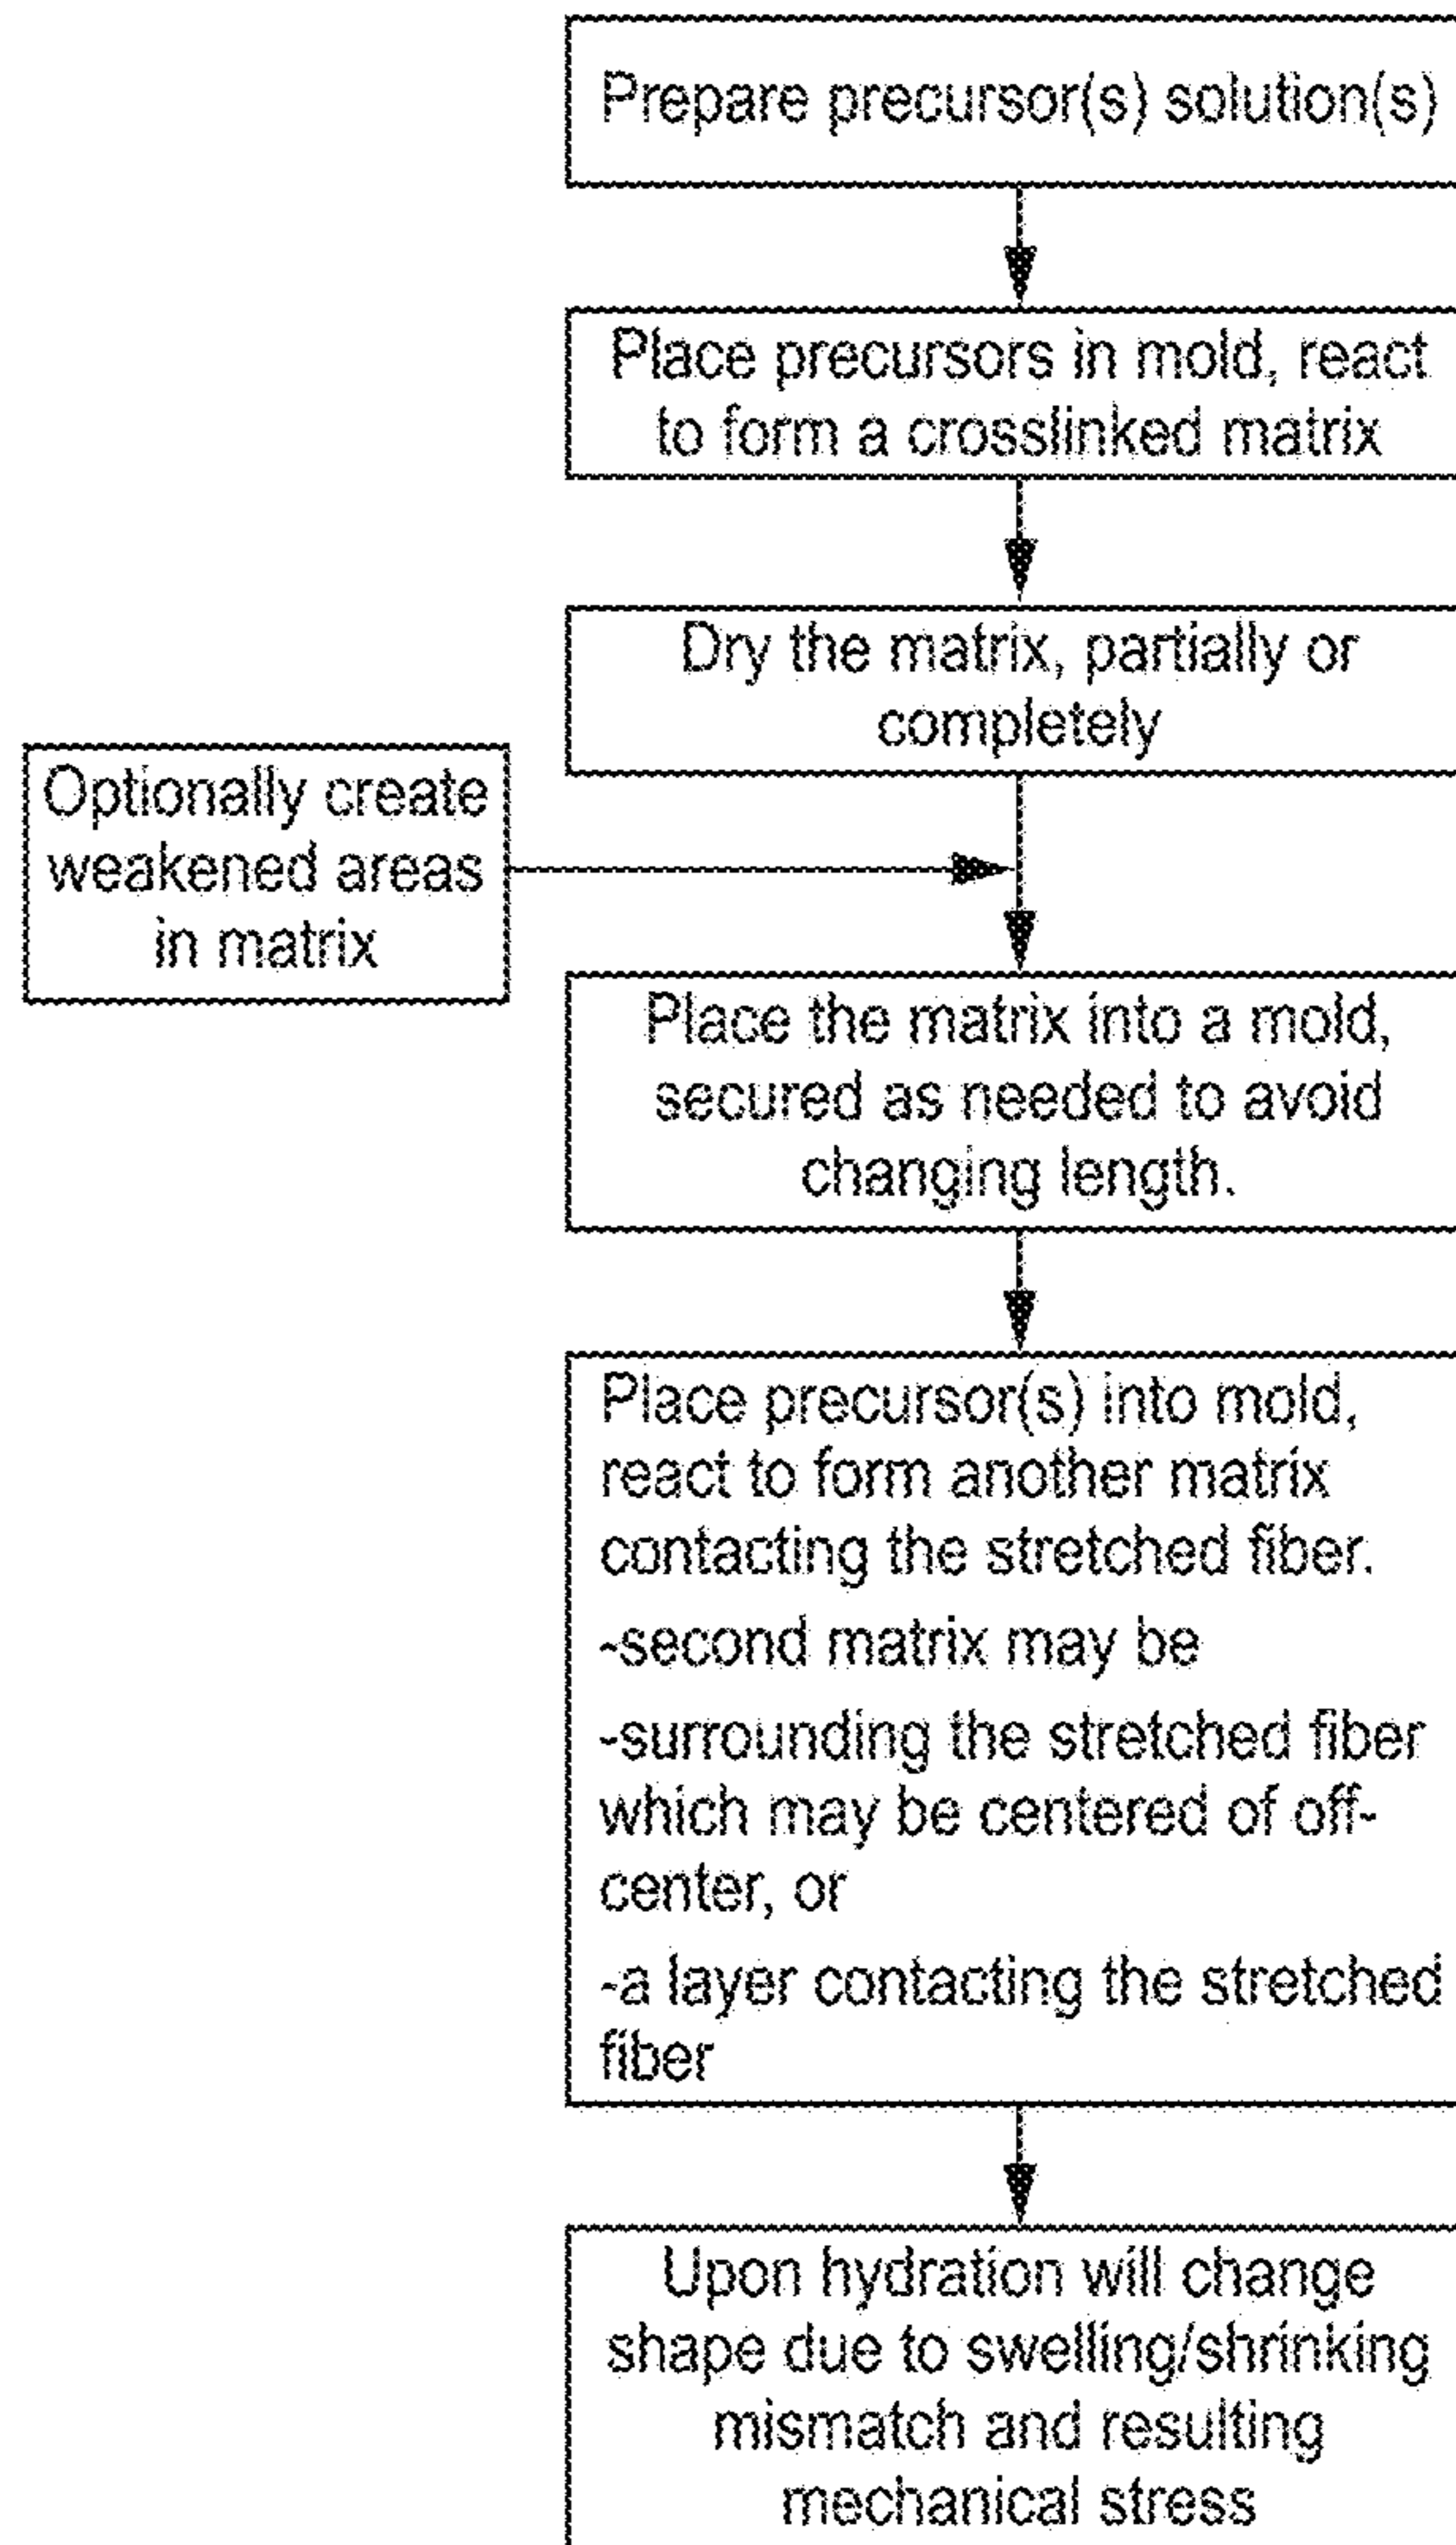 Prepare precursor(s) solution(s)
Place precursors in mold, react
to form a crosslinked matrix
Dry the matrix, partially or
completely
Optionally create
weakened areas
in matrix
Place the matrix into a mold,
secured as needed to avoid
changing length.
Place precursor(s) into mold,
react to form another matrix
contacting the stretched fiber.
-second matrix may be
-surrounding the stretched fiber
which may be centered of off-
center, or
-a layer contacting the stretched
fiber
Upon hydration will change
shape due to swelling/shrinking
mismatch and resulting
mechanical stress